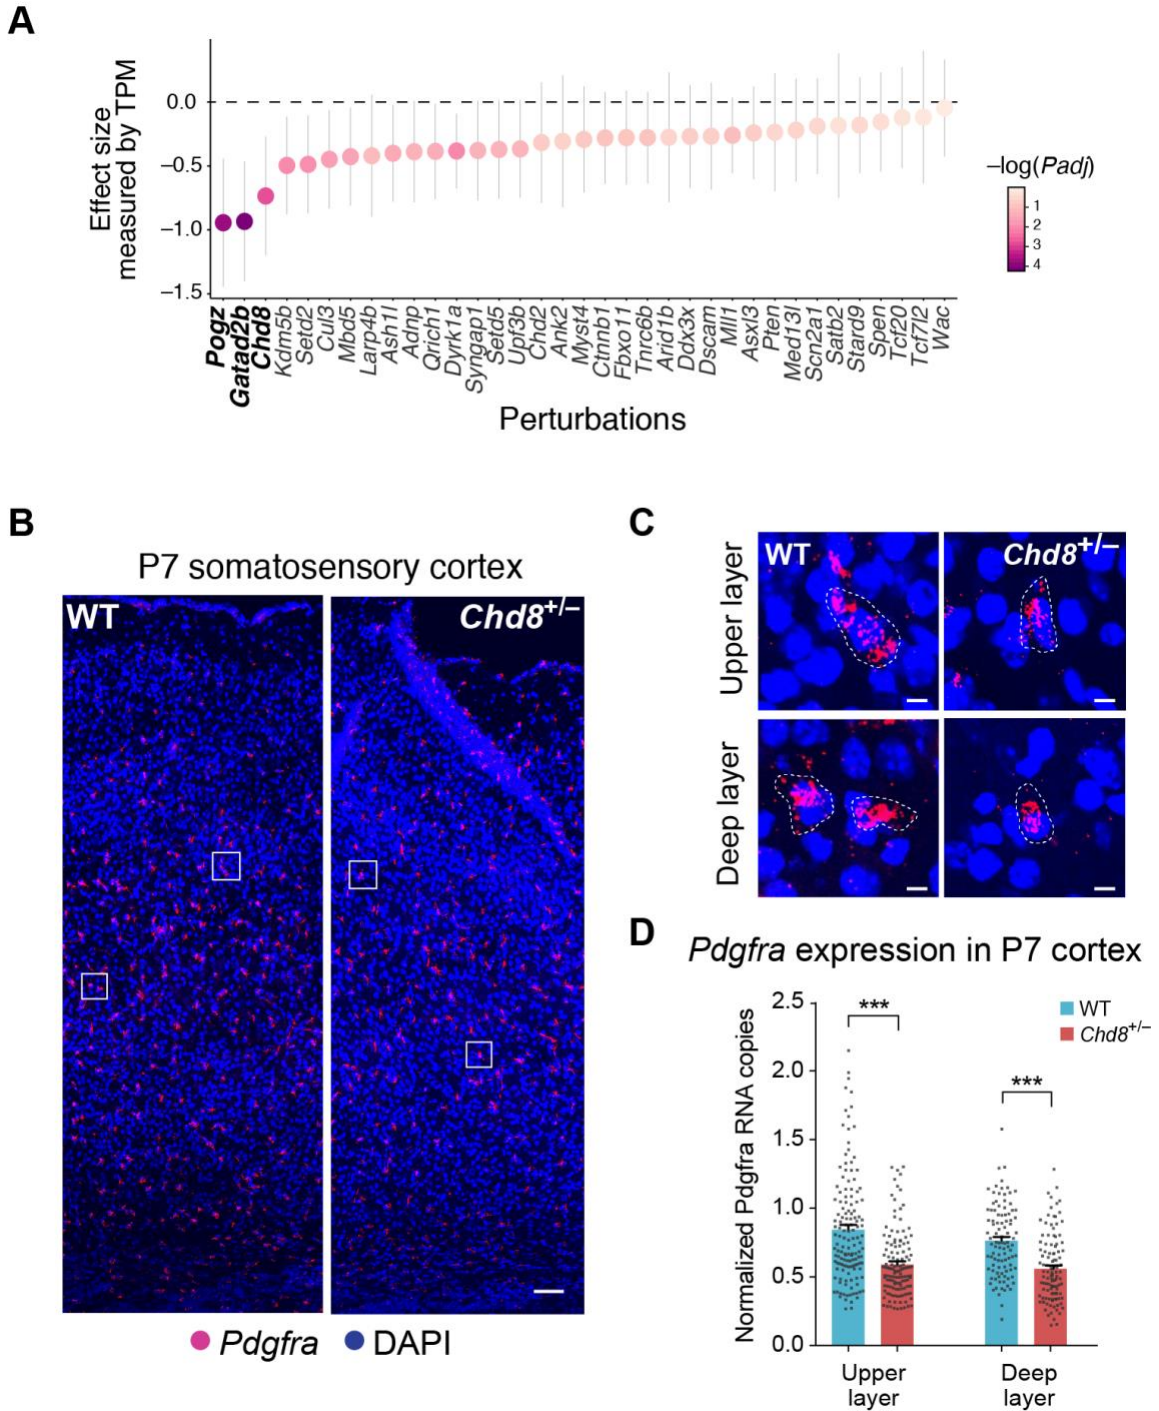 A
Effect size
measured by TPM
0.0
−0.5
−1.0
−1.5
−log(Padj)
1
2
3
4
Pogz
Gatad2b
Chd8
Kdm5b
Setd2
Cul3
Mbd5
Larp4b
Ash1l
Adnp
Qrich1
Dyrk1a
Syngap1
Setd5
Upf3b
Chd2
Ank2
Myst4
Ctnnb1
Fbxo11
Tnrc6b
Arid1b
Ddx3x
Dscam
Mll1
Asxl3
Pten
Med13l
Scn2a1
Satb2
Stard9
Spen
Tcf20
Tcf7l2
Wac
Perturbations
B
P7 somatosensory cortex
WT
Chd8+/−
Pdgfra
DAPI
C
WT
Chd8+/−
Upper layer
Deep layer
D
Pdgfra expression in P7 cortex
Normalized Pdgfra RNA copies
2.5
2.0
1.5
1.0
0.5
0.0
***
***
WT
Chd8+/−
Upper
layer
Deep
layer